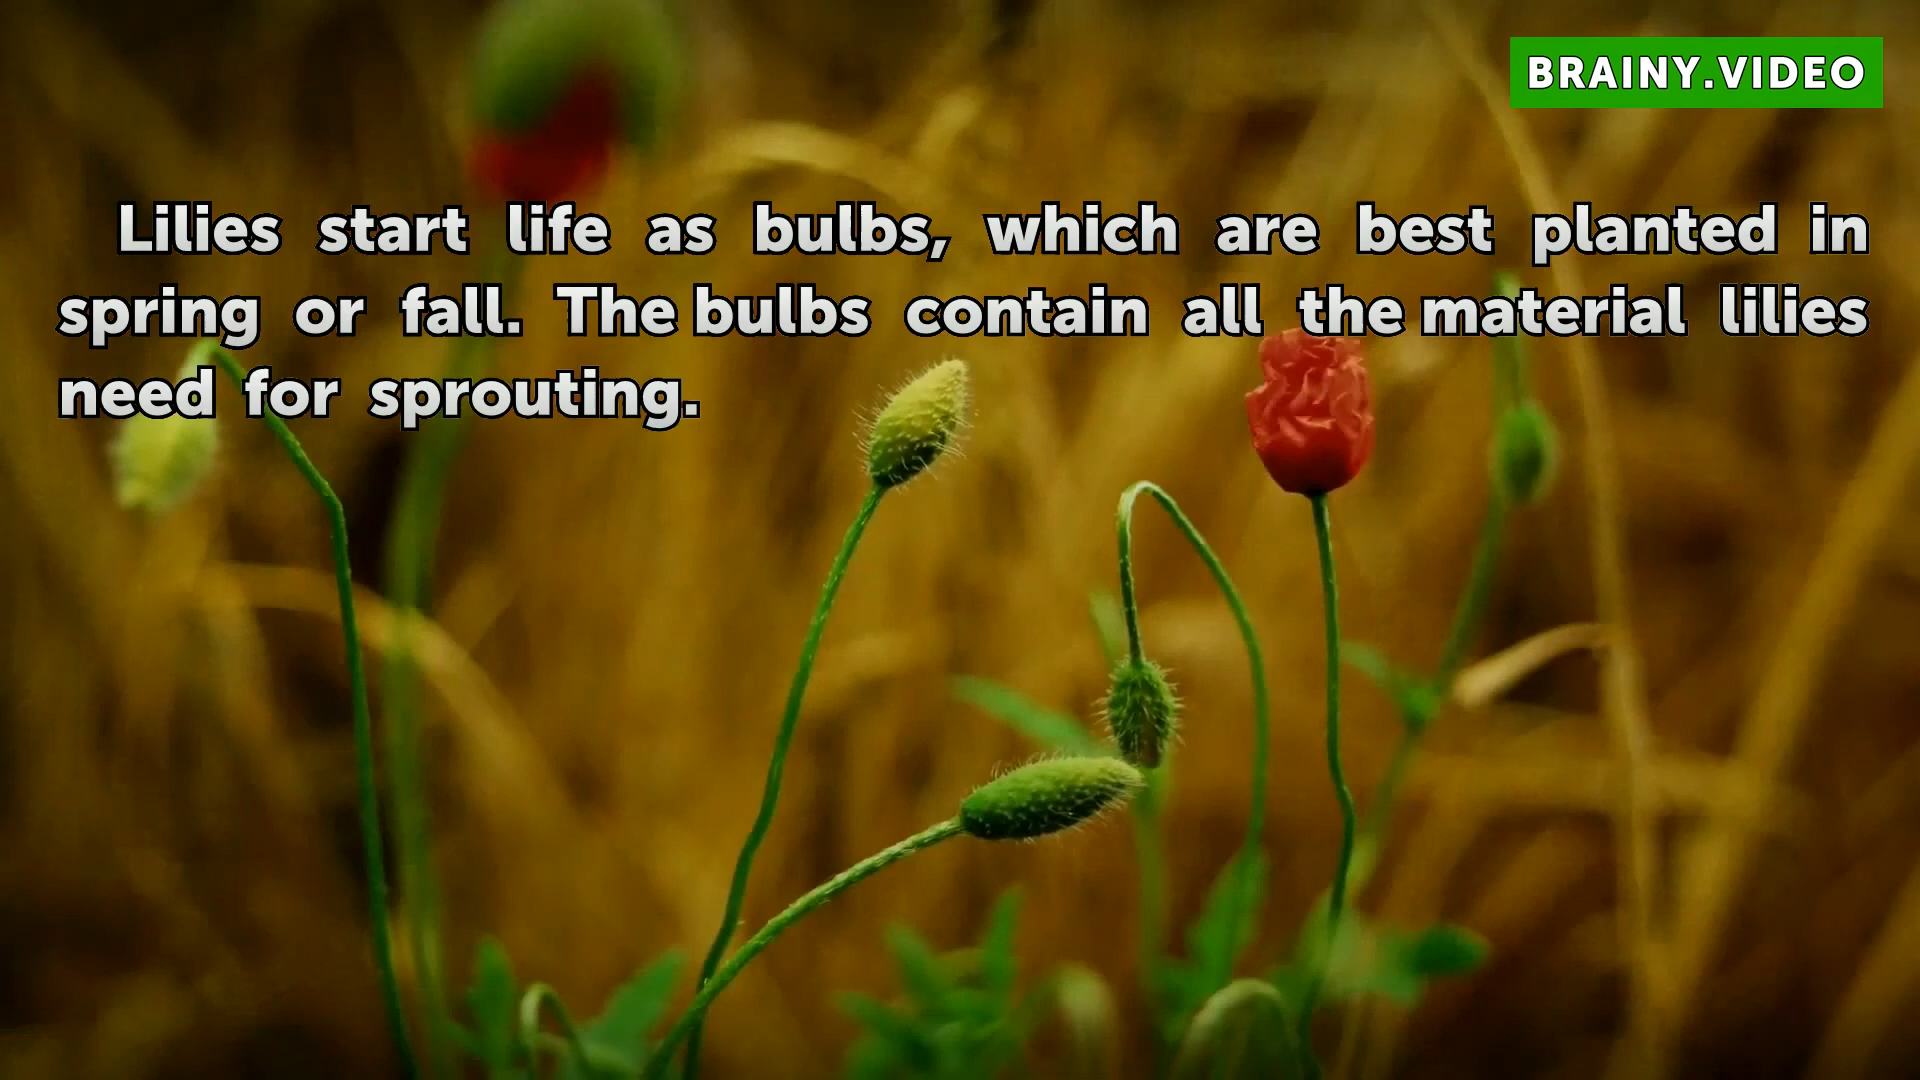 BRAINY.VIDEO
Lilies start life as bulbs, which are best planted in
spring or fall. The bulbs contain all the material lilies
need for sprouting.